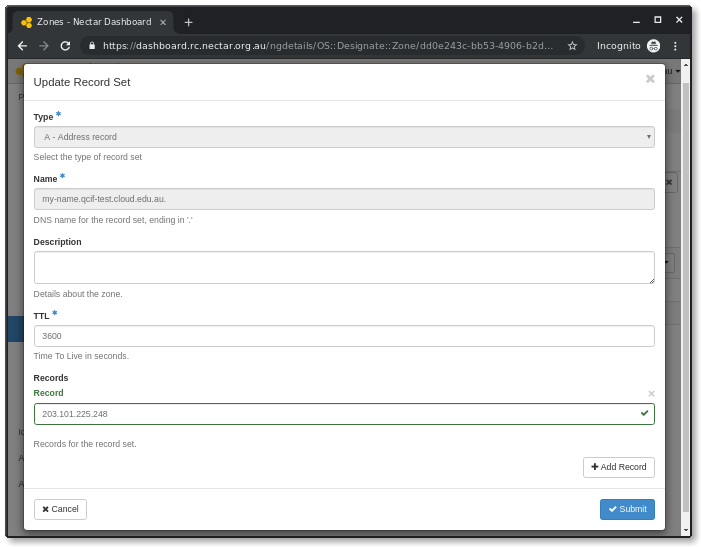 Zones - Nectar Dashboard
https://dashboard.rc.nectar.org.au/ngdetails/OS::Designate::Zone/dd0e243c-bb53-4906-b2d... Incognito
Update Record Set
Type *
A - Address record
Select the type of record set
Name *
my-name.qcif-test.cloud.edu.au.
DNS name for the record set, ending in '.'
Description
Details about the zone.
TTL *
3600
Time To Live in seconds.
Records
Record
203.101.225.248
Records for the record set.
Add Record
Cancel Submit